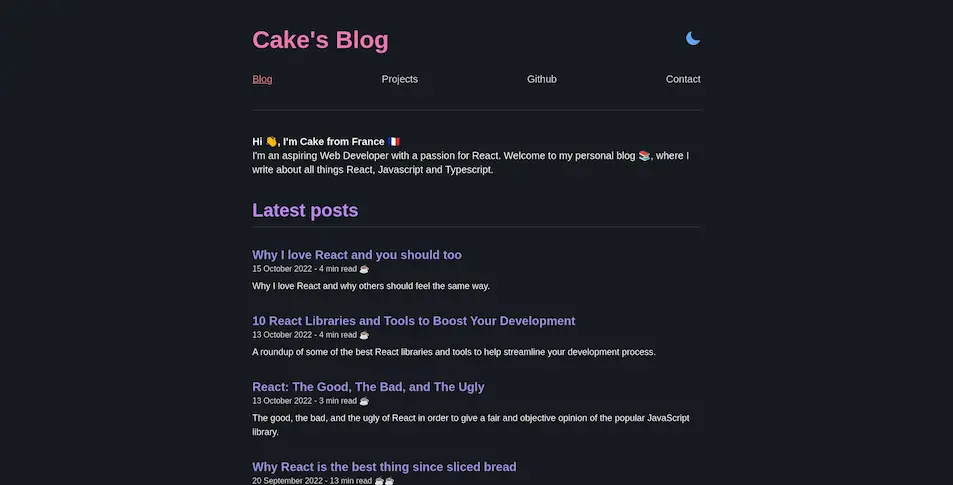 Cake's Blog
Blog Projects Github Contact
Hi 👋, I'm Cake from France 🇫🇷
I'm an aspiring Web Developer with a passion for React. Welcome to my personal blog 📚, where I
write about all things React, Javascript and Typescript.
Latest posts
Why I love React and you should too
15 October 2022 - 4 min read ☕
Why I love React and why others should feel the same way.
10 React Libraries and Tools to Boost Your Development
13 October 2022 - 4 min read ☕
A roundup of some of the best React libraries and tools to help streamline your development process.
React: The Good, The Bad, and The Ugly
13 October 2022 - 3 min read ☕
The good, the bad, and the ugly of React in order to give a fair and objective opinion of the popular JavaScript
library.
Why React is the best thing since sliced bread
20 September 2022 - 13 min read ☕☕